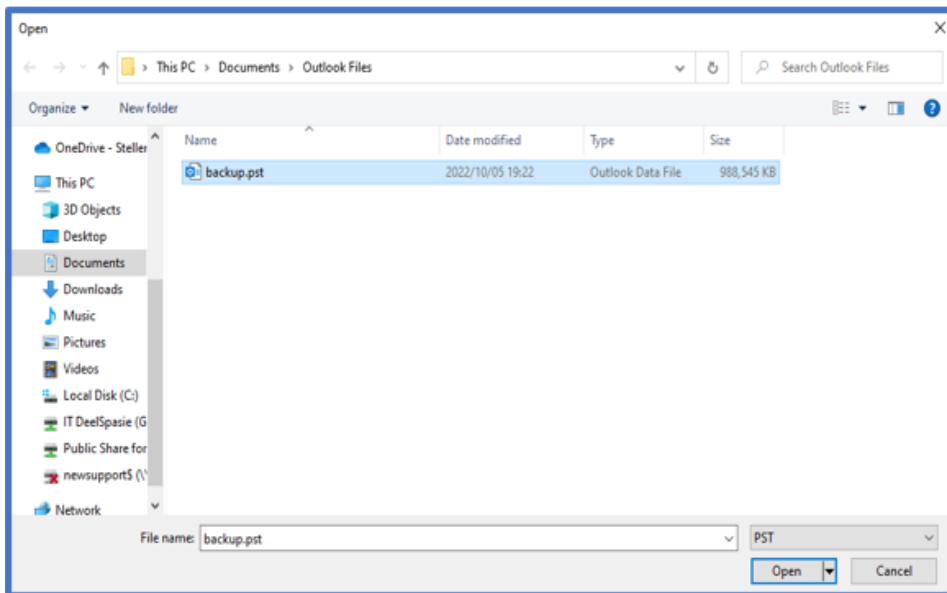 Open
This PC > Documents > Outlook Files
Search Outlook Files
Organize
New folder
Name Date modified Type Size
backup.pst 2022/10/05 19:22 Outlook Data File 988,545 KB
OneDrive - Steller
This PC
3D Objects
Desktop
Documents
Downloads
Music
Pictures
Videos
Local Disk (C:)
IT DeelSpasie (G
Public Share for
newsupport$ (\\
Network
File name: backup.pst PST
Open Cancel